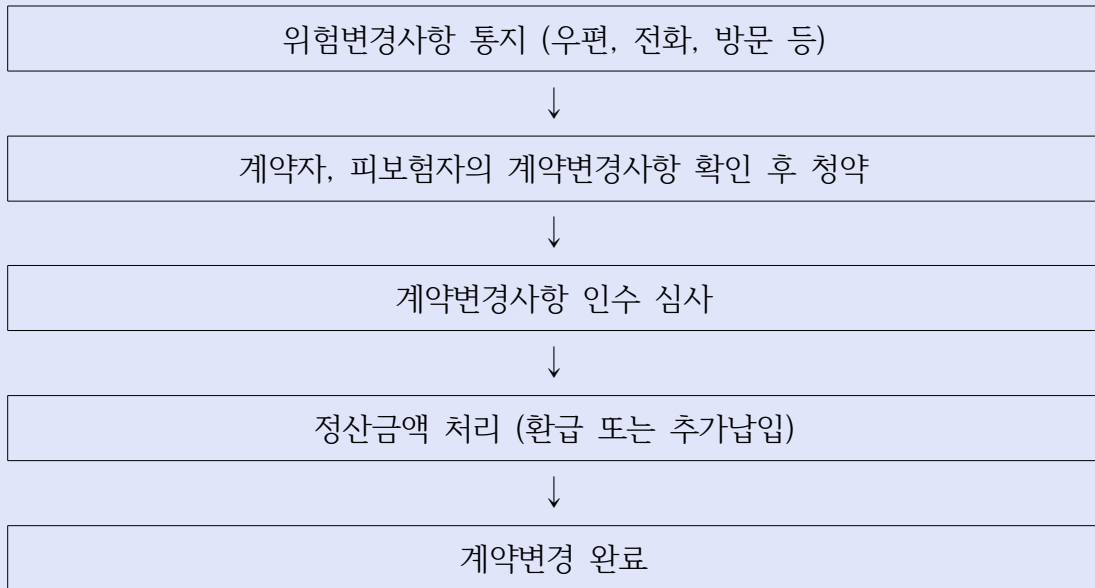 위험변경사항 통지 (우편, 전화, 방문 등)
↓
계약자, 피보험자의 계약변경사항 확인 후 청약
↓
계약변경사항 인수 심사
↓
정산금액 처리 (환급 또는 추가납입)
↓
계약변경 완료